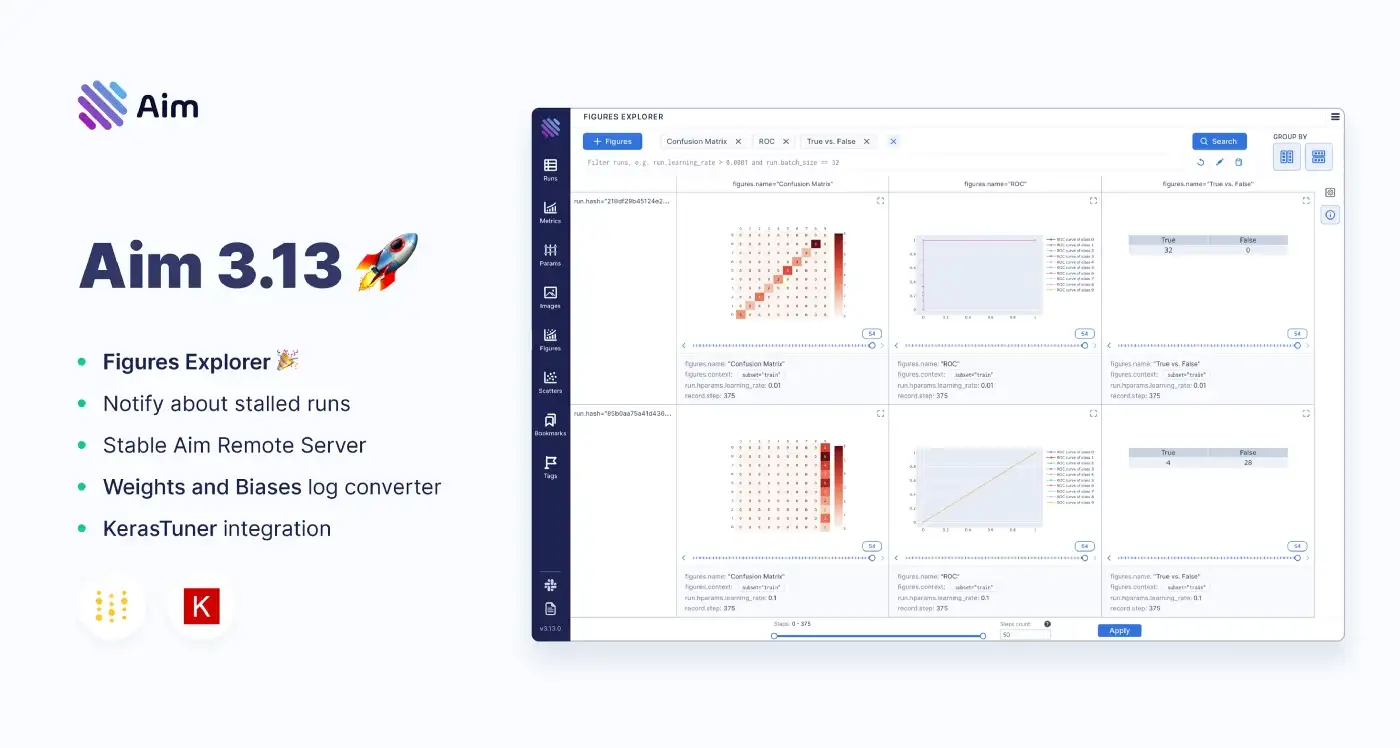 Aim
Aim 3.13
Figures Explorer
Notify about stalled runs
Stable Aim Remote Server
Weights and Biases log converter
KerasTuner integration
K
Runs
Metrics
Params
Images
Figures
Scatters
Bookmarks
Tags
v3.13.0
FIGURES EXPLORER
+ Figures
Confusion Matrix
ROC
True vs. False
Search
GROUP BY
Filter runs, e.g. run.learning_rate > 0.0001 and run.batch_size == 32
figures.name="Confusion Matrix"
figures.name="ROC"
figures.name="True vs. False"
True False
32 0
54
54
54
figures.name: "Confusion Matrix"
figures.context: subset="train"
run.hparams.learning_rate: 0.01
record.step: 375
figures.name: "ROC"
figures.context: subset="train"
run.hparams.learning_rate: 0.01
record.step: 375
figures.name: "True vs. False"
figures.context: subset="train"
run.hparams.learning_rate: 0.01
record.step: 375
True False
4 28
54
54
54
figures.name: "Confusion Matrix"
figures.context: subset="train"
run.hparams.learning_rate: 0.1
record.step: 375
figures.name: "ROC"
figures.context: subset="train"
run.hparams.learning_rate: 0.1
record.step: 375
figures.name: "True vs. False"
figures.context: subset="train"
run.hparams.learning_rate: 0.1
record.step: 375
Steps: 0 - 375
Steps count:
50
Apply